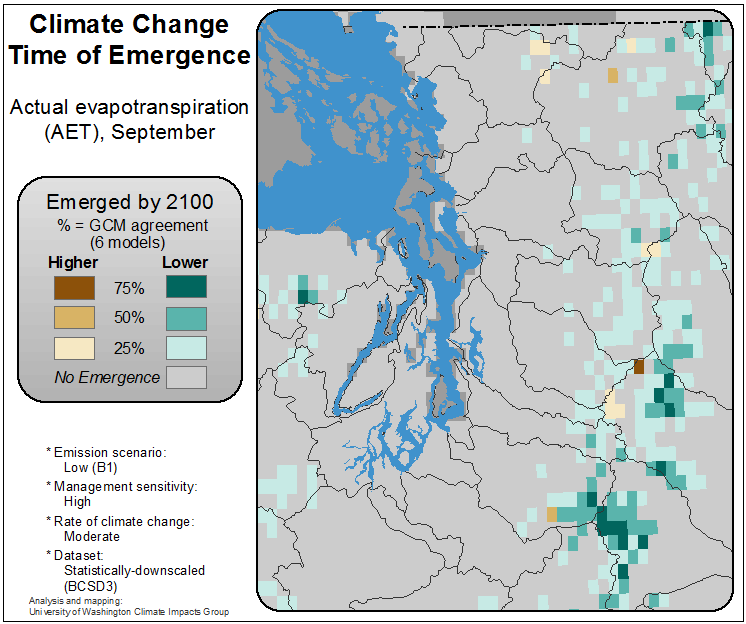 Climate Change
Time of Emergence
Actual evapotranspiration
(AET), September
Emerged by 2100
% = GCM agreement
(6 models)
Higher Lower
75%
50%
25%
No Emergence
* Emission scenario:
Low (B1)
* Management sensitivity:
High
* Rate of climate change:
Moderate
* Dataset:
Statistically-downscaled
(BCSD3)
Analysis and mapping:
University of Washington Climate Impacts Group